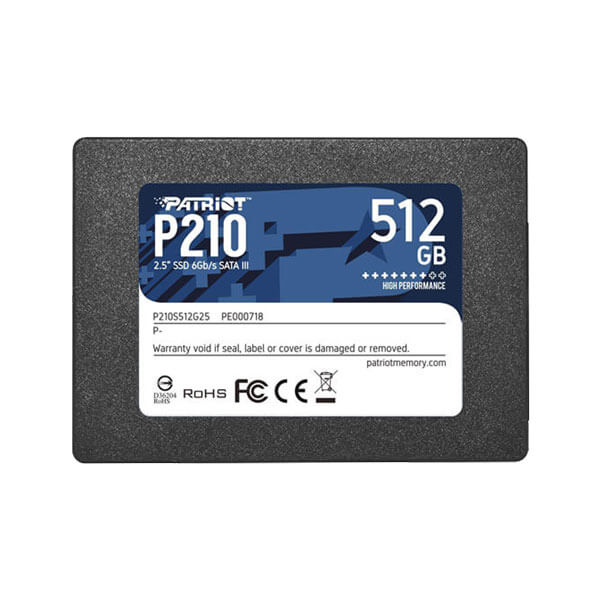 PATRIOT
P210
2.5" SSD 6Gb/s SATA III
512
GB
HIGH PERFORMANCE
P210S512G25 PE000718
P-
Warranty void if seal, label or cover is damaged or removed.
patriotmemory.com
D36204
RoHS
RoHS FC CE